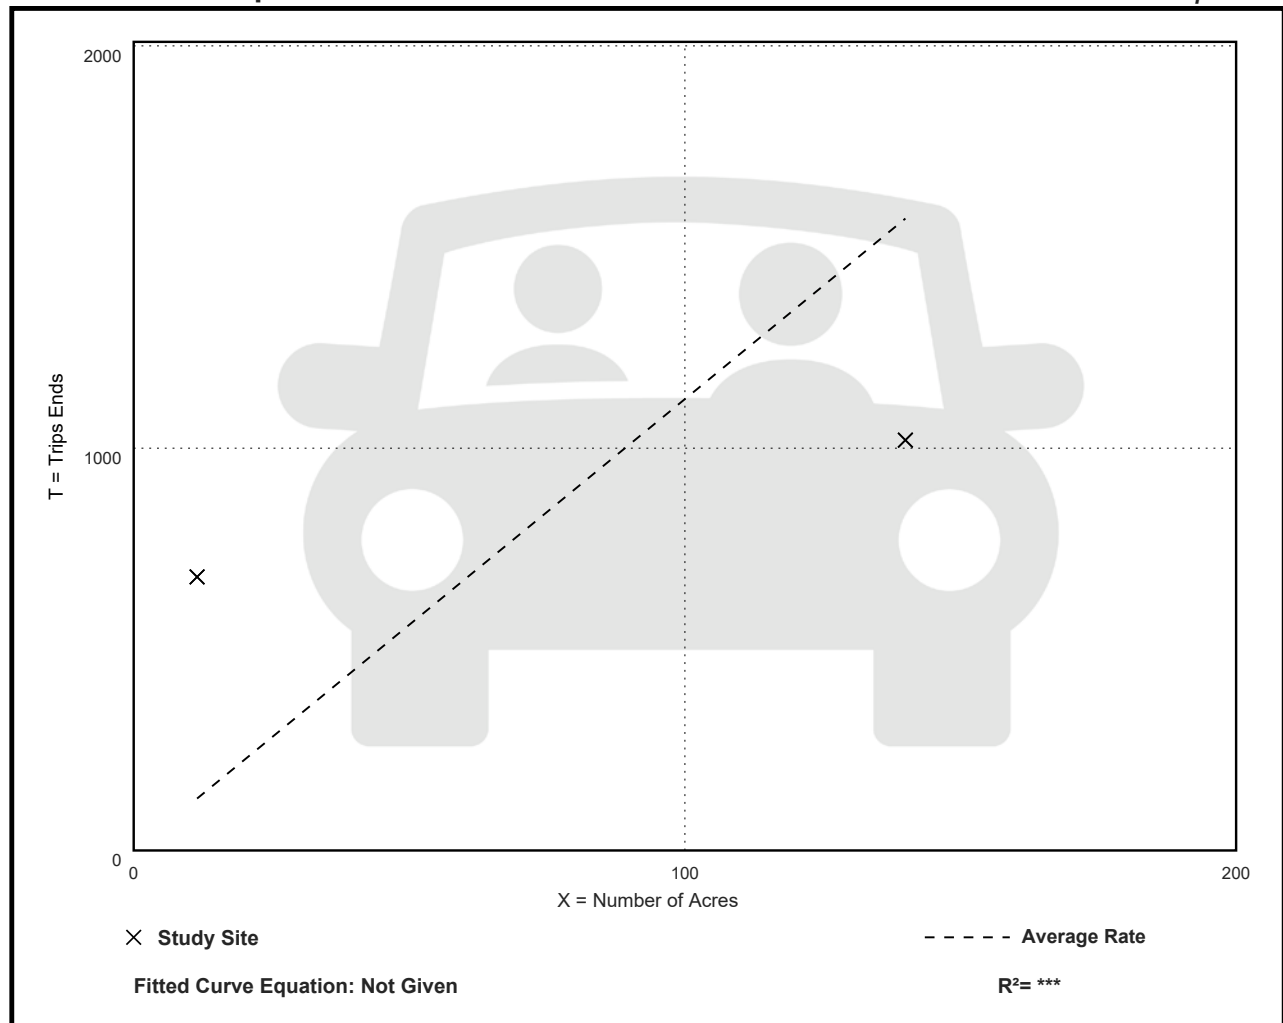 2000
1000
0
T = Trips Ends
0 100 200
X = Number of Acres
Study Site
Average Rate
Fitted Curve Equation: Not Given
R²= ***